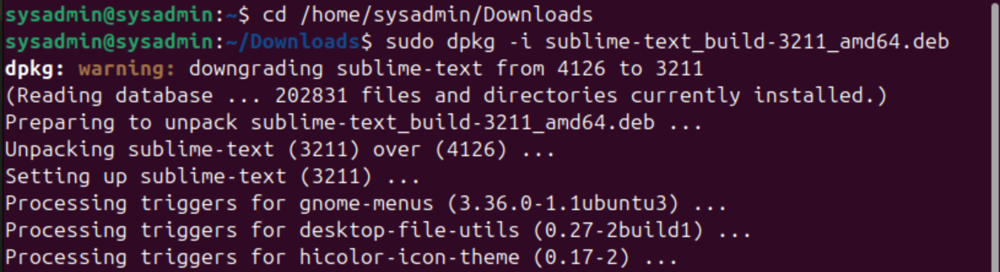 sysadmin@sysadmin:~$ cd /home/sysadmin/Downloads
sysadmin@sysadmin:~/Downloads$ sudo dpkg -i sublime-text_build-3211_amd64.deb
dpkg: warning: downgrading sublime-text from 4126 to 3211
(Reading database ... 202831 files and directories currently installed.)
Preparing to unpack sublime-text_build-3211_amd64.deb ...
Unpacking sublime-text (3211) over (4126) ...
Setting up sublime-text (3211) ...
Processing triggers for gnome-menus (3.36.0-1.1ubuntu3) ...
Processing triggers for desktop-file-utils (0.27-2build1) ...
Processing triggers for hicolor-icon-theme (0.17-2) ...